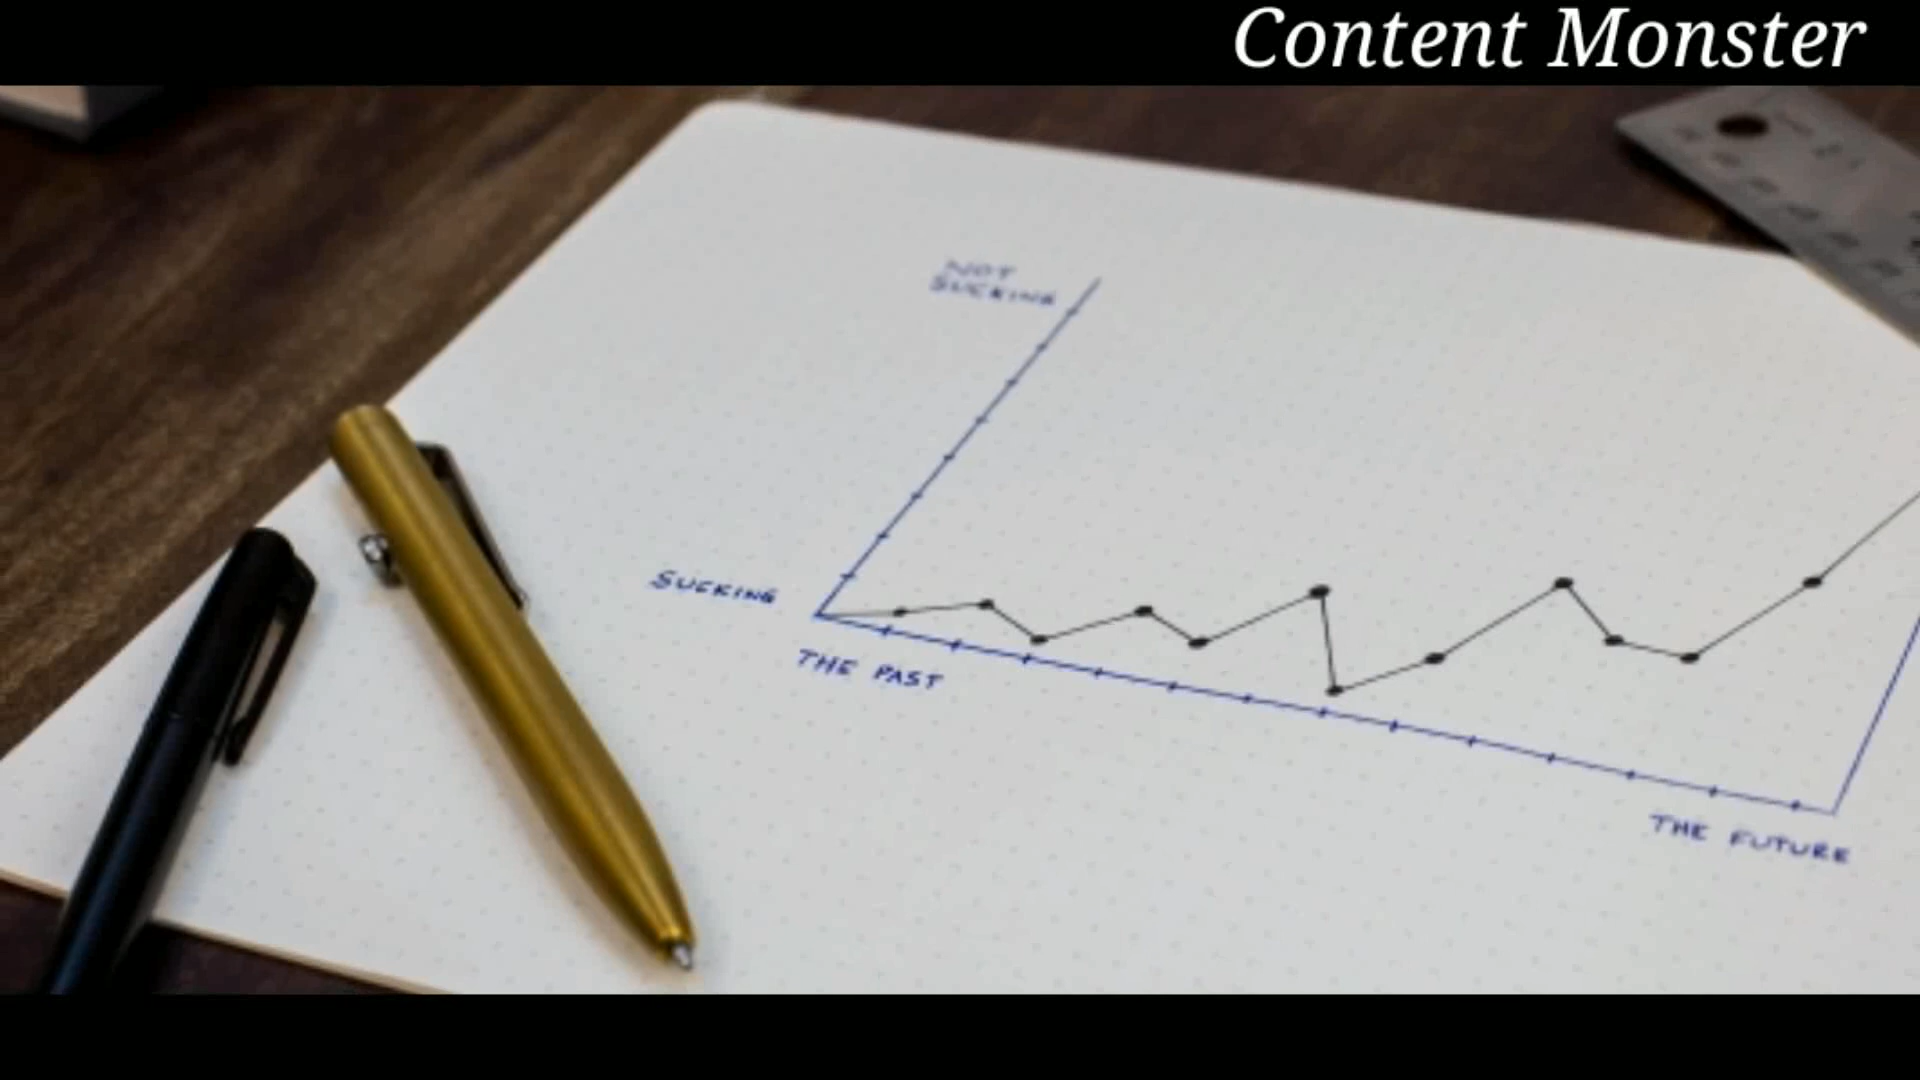 Content Monster
NOT
SUCKING
SUCKING
THE PAST
THE FUTURE